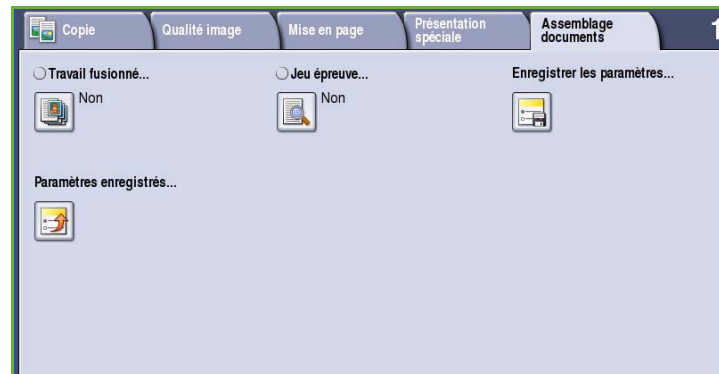 Copie
Qualité image
Mise en page
Présentation
spéciale
Assemblage
documents
Travail fusionné...
Non
Jeu épreuve...
Non
Enregistrer les paramètres...
Paramètres enregistrés...